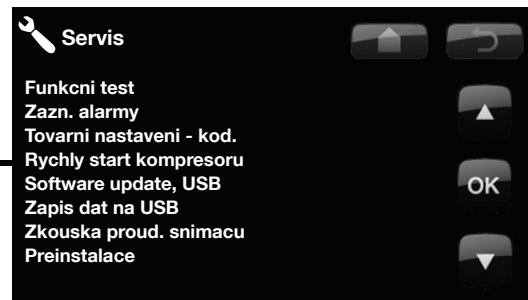 Servis
Funkcni test
Zazn. alarmy
Tovarni nastaveni - kod.
Rychly start kompresoru
Software update, USB
OK
Zapis dat na USB
Zkouska proud. snimacu
Preinstalace